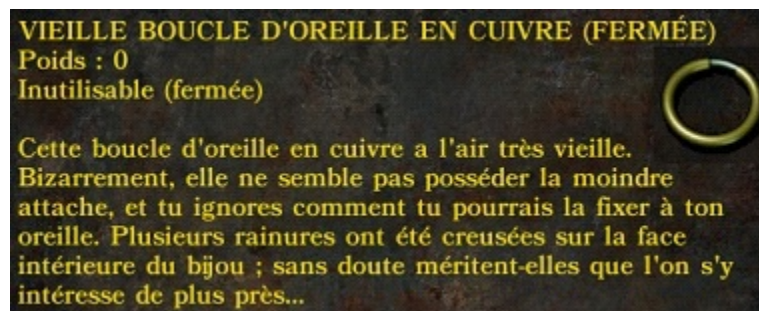 VIEILLE BOUCLE D'OREILLE EN CUIVRE (FERMÉE)
Poids : 0
Inutilisable (fermée)
Cette boucle d'oreille en cuivre a l'air très vieille.
Bizarrement, elle ne semble pas posséder la moindre
attache, et tu ignores comment tu pourrais la fixer à ton
oreille. Plusieurs rainures ont été creusées sur la face
intérieure du bijou ; sans doute méritent-elles que l'on s'y
intéresse de plus près...